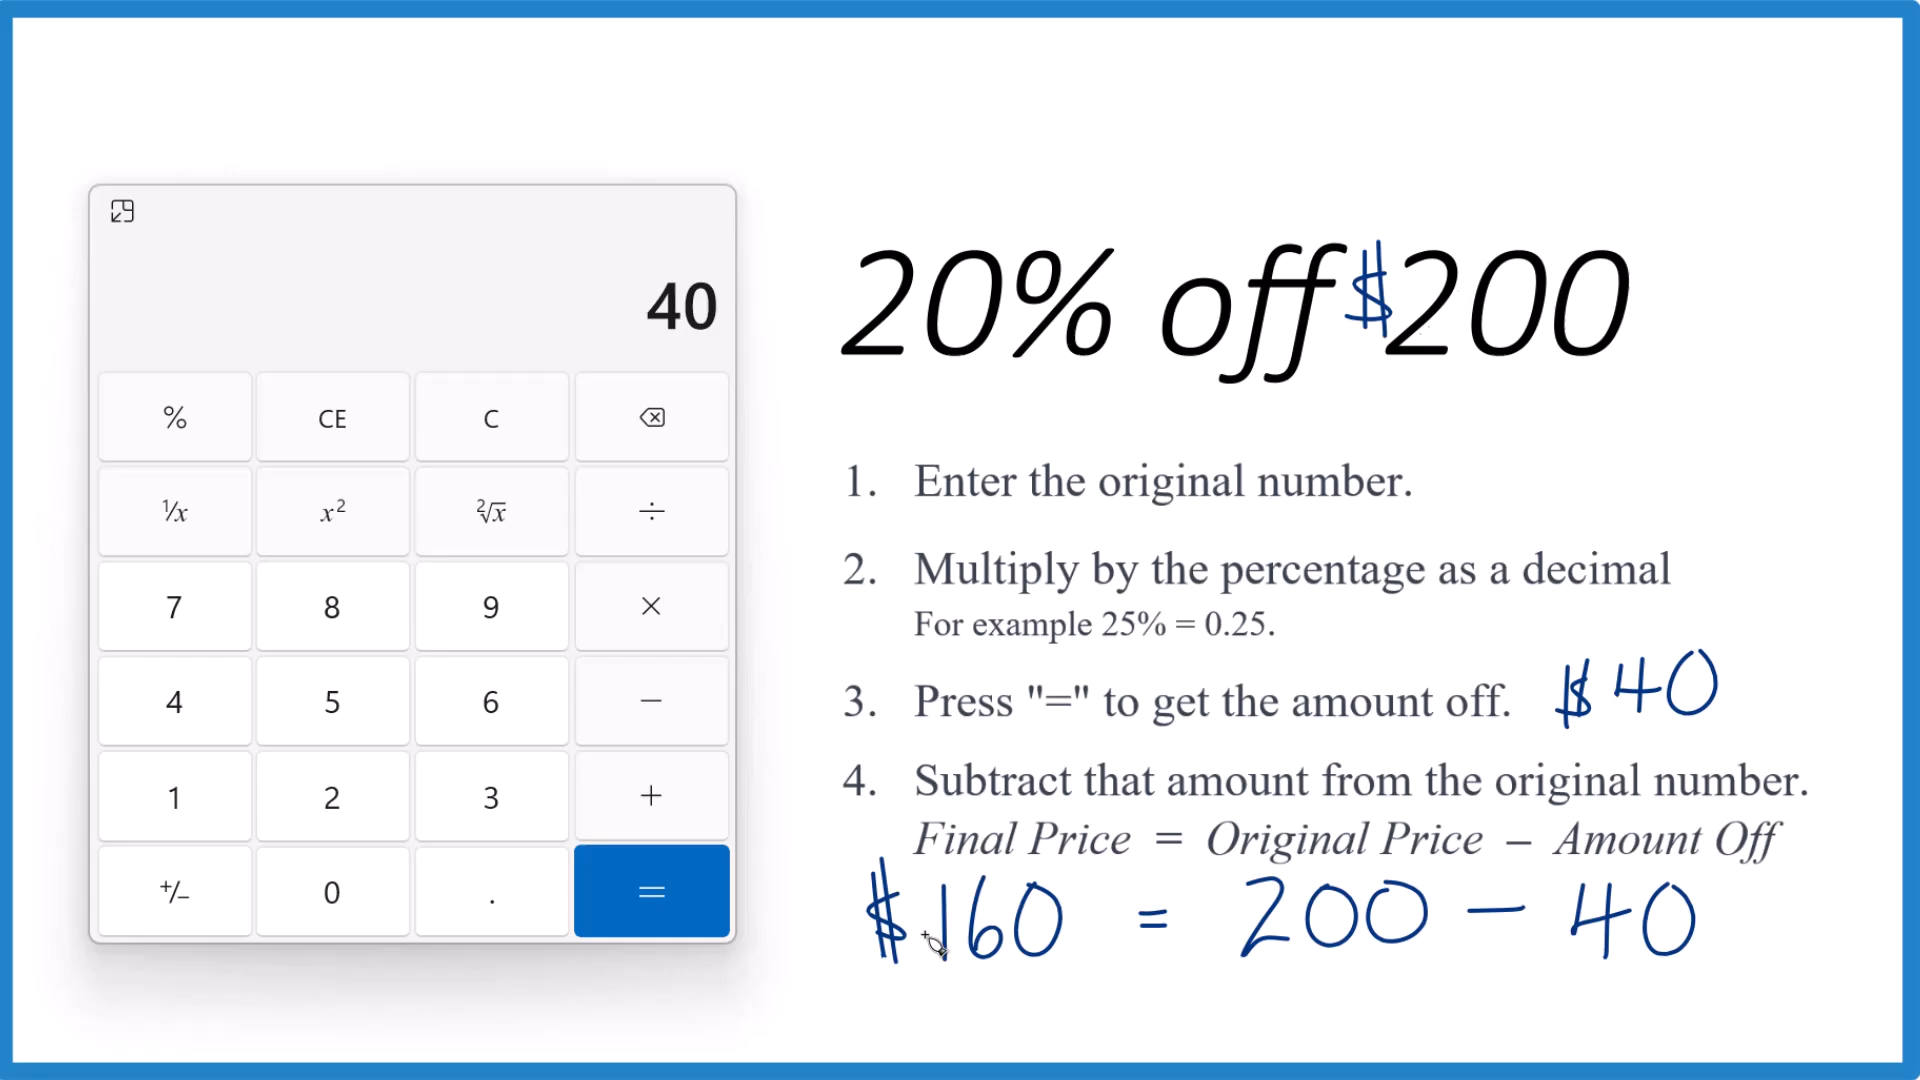 40
% CE C
¹/x x² ²√x ÷
7 8 9 ×
4 5 6 −
1 2 3 +
+/− 0 . =
20% off $200
1. Enter the original number.
2. Multiply by the percentage as a decimal
For example 25% = 0.25.
3. Press "=" to get the amount off. $40
4. Subtract that amount from the original number.
Final Price = Original Price – Amount Off
$160 = 200 − 40